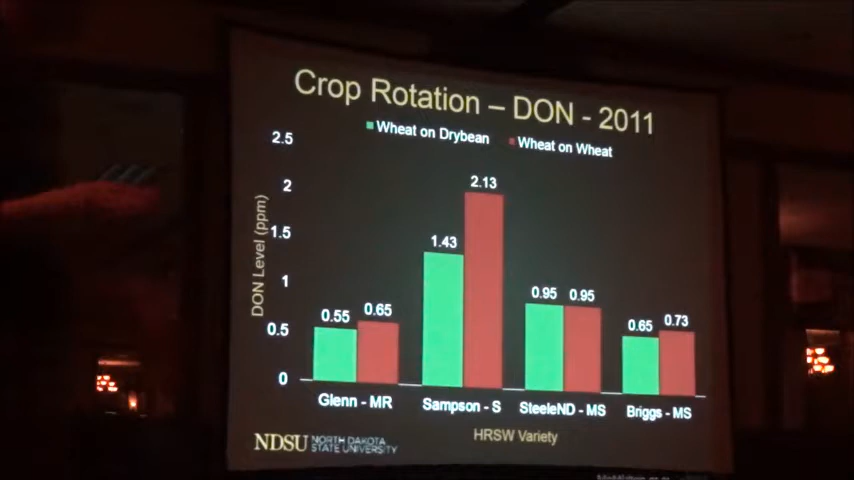 Crop Rotation – DON - 2011
Wheat on Drybean Wheat on Wheat
2.5
2
1.5
1
0.5
0
DON Level (ppm)
0.55 0.65
1.43 2.13
0.95 0.95
0.65 0.73
Glenn - MR Sampson - S SteeleND - MS Briggs - MS
HRSW Variety
NDSU NORTH DAKOTA
STATE UNIVERSITY